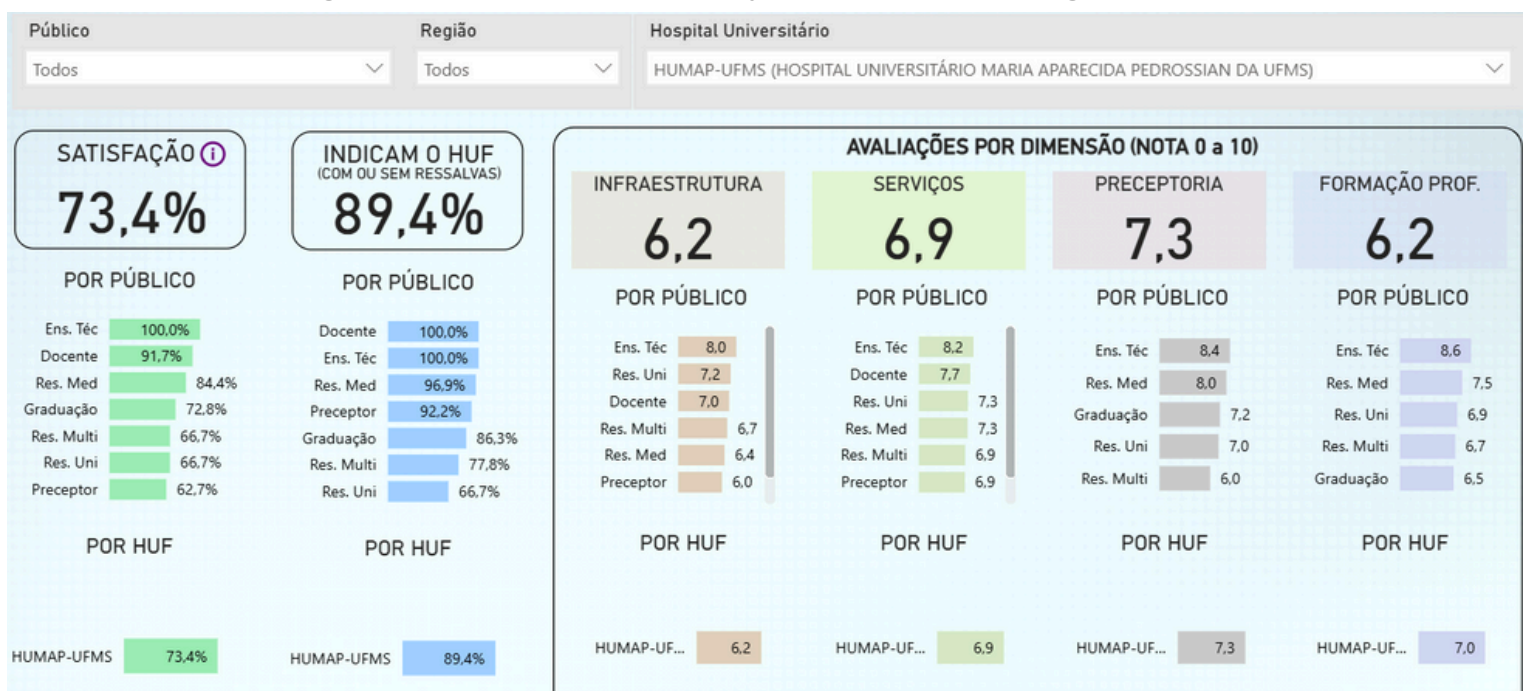 Público
Região
Hospital Universitário
Todos
Todos
HUMAP-UFMS (HOSPITAL UNIVERSITÁRIO MARIA APARECIDA PEDROSSIAN DA UFMS)
SATISFAÇÃO
73,4%
INDICAM O HUF
(COM OU SEM RESSALVAS)
89,4%
AVALIAÇÕES POR DIMENSÃO (NOTA 0 a 10)
INFRAESTRUTURA
6,2
SERVIÇOS
6,9
PRECEPTORIA
7,3
FORMAÇÃO PROF.
6,2
POR PÚBLICO
Ens. Téc 100,0%
Docente 91,7%
Res. Med 84,4%
Graduação 72,8%
Res. Multi 66,7%
Res. Uni 66,7%
Preceptor 62,7%
POR PÚBLICO
Docente 100,0%
Ens. Téc 100,0%
Res. Med 96,9%
Preceptor 92,2%
Graduação 86,3%
Res. Multi 77,8%
Res. Uni 66,7%
POR PÚBLICO
Ens. Téc 8,0
Res. Uni 7,2
Docente 7,0
Res. Multi 6,7
Res. Med 6,4
Preceptor 6,0
POR PÚBLICO
Ens. Téc 8,2
Docente 7,7
Res. Uni 7,3
Res. Med 7,3
Res. Multi 6,9
Preceptor 6,9
POR PÚBLICO
Ens. Téc 8,4
Res. Med 8,0
Graduação 7,2
Res. Uni 7,0
Res. Multi 6,0
POR PÚBLICO
Ens. Téc 8,6
Res. Med 7,5
Res. Uni 6,9
Res. Multi 6,7
Graduação 6,5
POR HUF
HUMAP-UFMS 73,4%
POR HUF
HUMAP-UFMS 89,4%
POR HUF
HUMAP-UF... 6,2
POR HUF
HUMAP-UF... 6,9
POR HUF
HUMAP-UF... 7,3
POR HUF
HUMAP-UF... 7,0